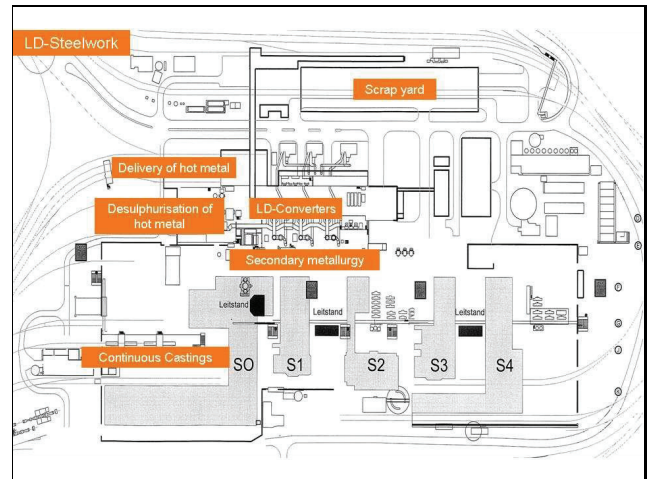 LD-Steelwork
Scrap yard
Delivery of hot metal
Desulphurisation of
hot metal
LD-Converters
Secondary metallurgy
Leitstand
Leitstand
Leitstand
Continuous Castings
SO
S1
S2
S3
S4